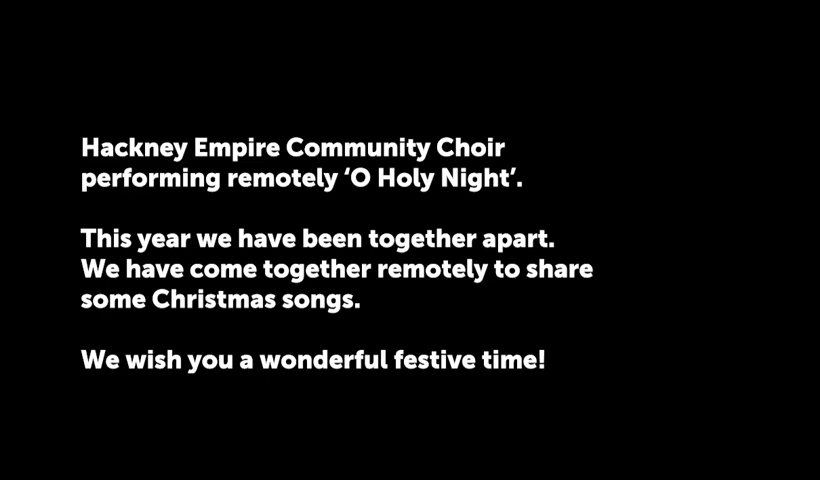 Hackney Empire Community Choir
performing remotely ‘O Holy Night’.
This year we have been together apart.
We have come together remotely to share
some Christmas songs.
We wish you a wonderful festive time!